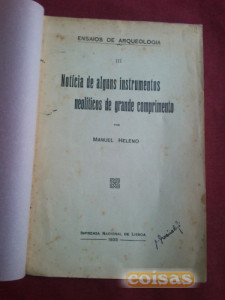 ENSAIOS DE ARQUEOLOGIA
III
Notícia de alguns instrumentos
neolíticos de grande comprimento
POR
MANUEL HELENO
IMPRENSA NACIONAL DE LISBOA
1933
coisas